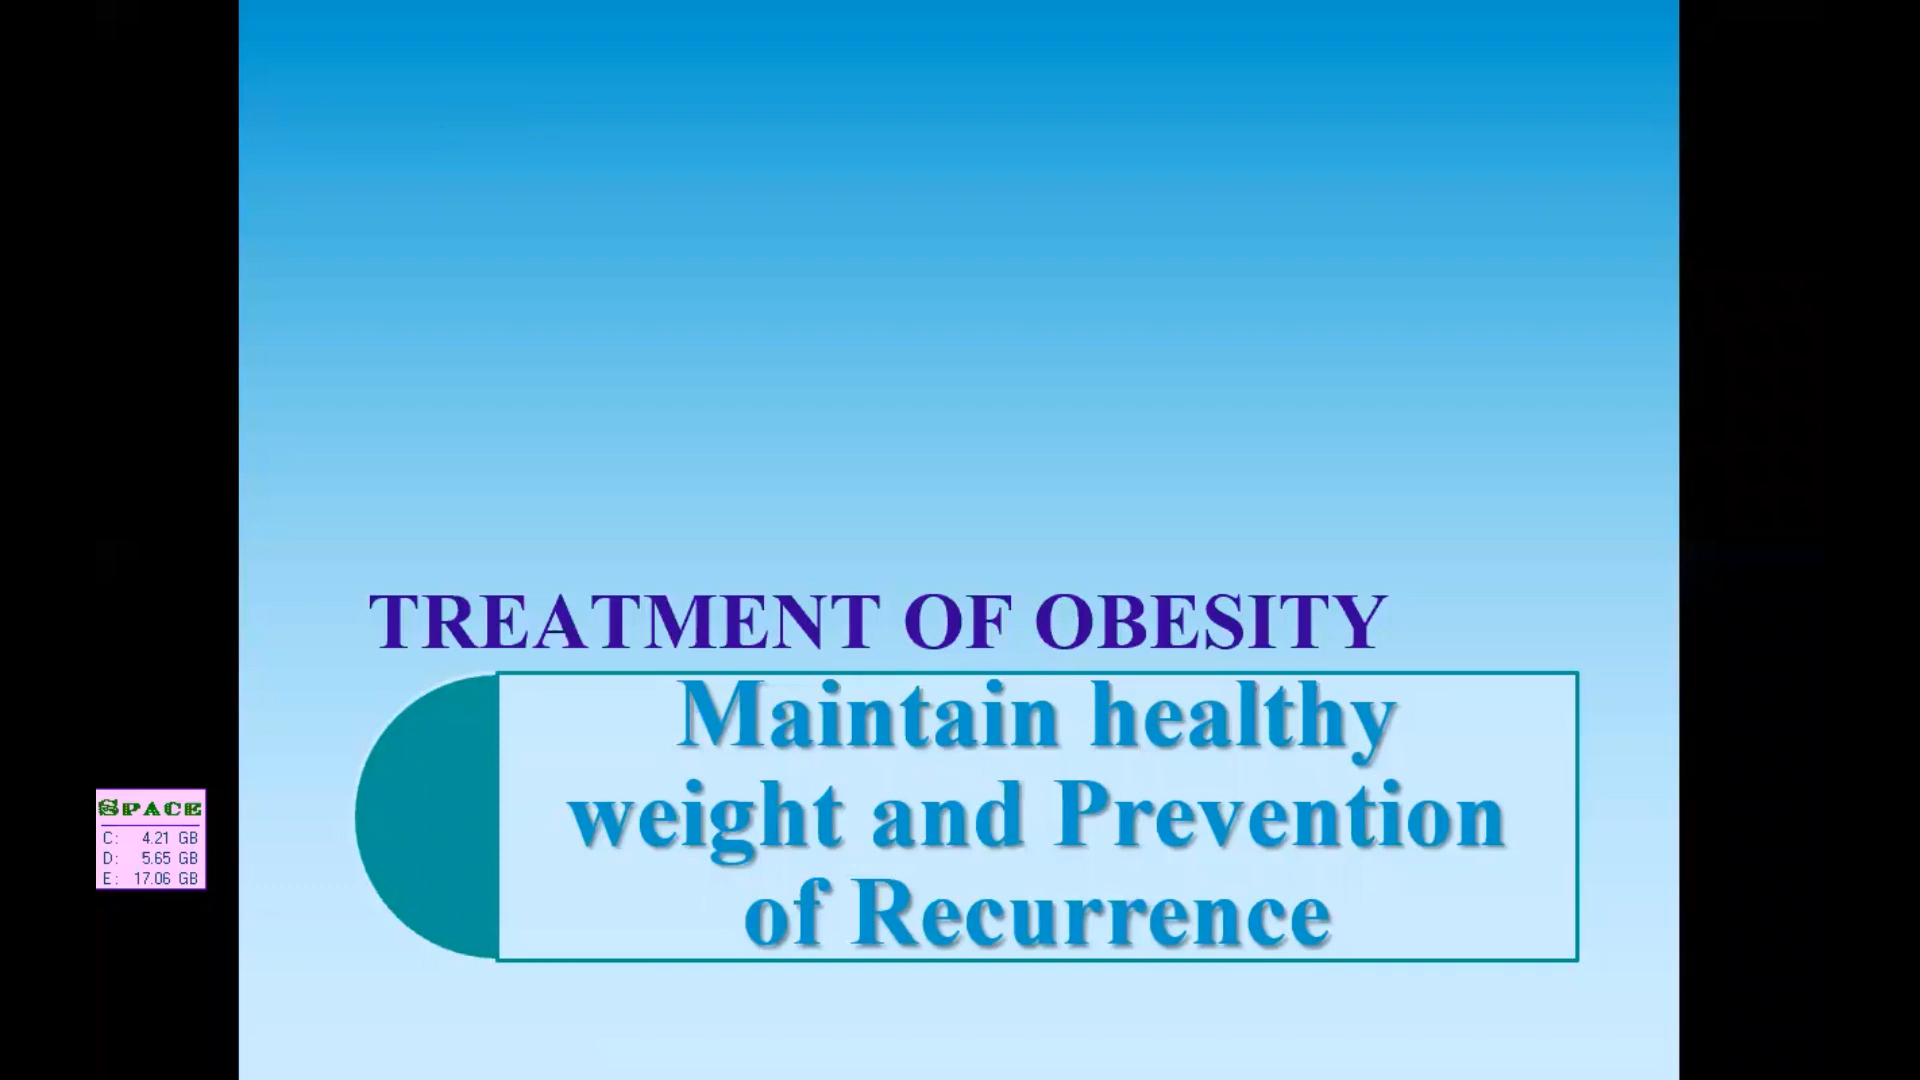 TREATMENT OF OBESITY
Maintain healthy
weight and Prevention
of Recurrence
SPACE
C: 4.21 GB
D: 5.65 GB
E: 17.06 GB